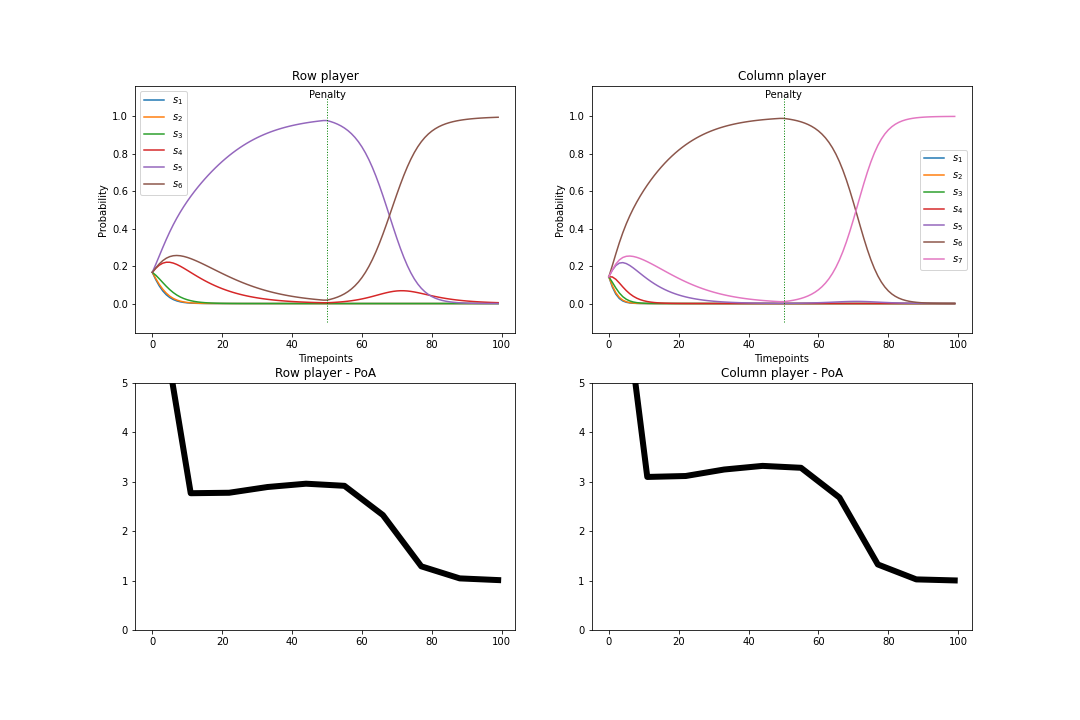 Row player
Penalty
s1
s2
s3
s4
s5
s6
1.0
0.8
0.6
0.4
0.2
0.0
Probability
0 20 40 60 80 100
Timepoints
Column player
Penalty
s1
s2
s3
s4
s5
s6
s7
1.0
0.8
0.6
0.4
0.2
0.0
Probability
0 20 40 60 80 100
Timepoints
Row player - PoA
5
4
3
2
1
0
0 20 40 60 80 100
Column player - PoA
5
4
3
2
1
0
0 20 40 60 80 100